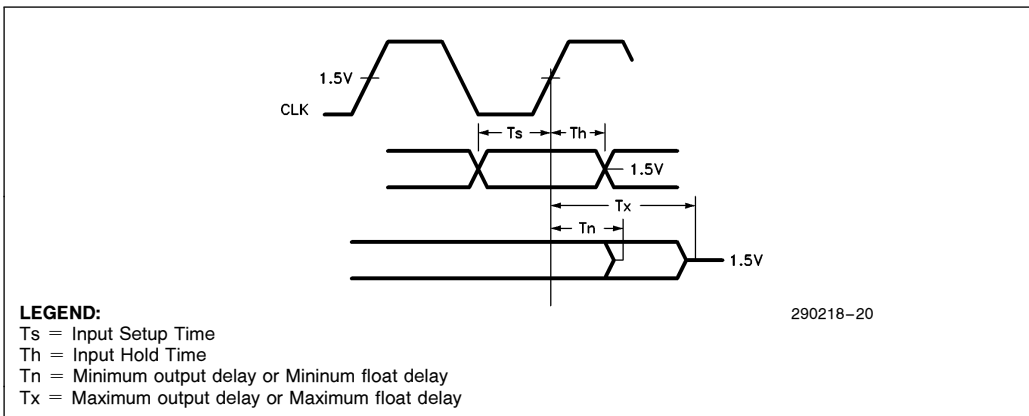 1.5V
CLK
Ts Th
1.5V
Tx
Tn
1.5V
LEGEND:
290218–20
Ts = Input Setup Time
Th = Input Hold Time
Tn = Minimum output delay or Mininum float delay
Tx = Maximum output delay or Maximum float delay